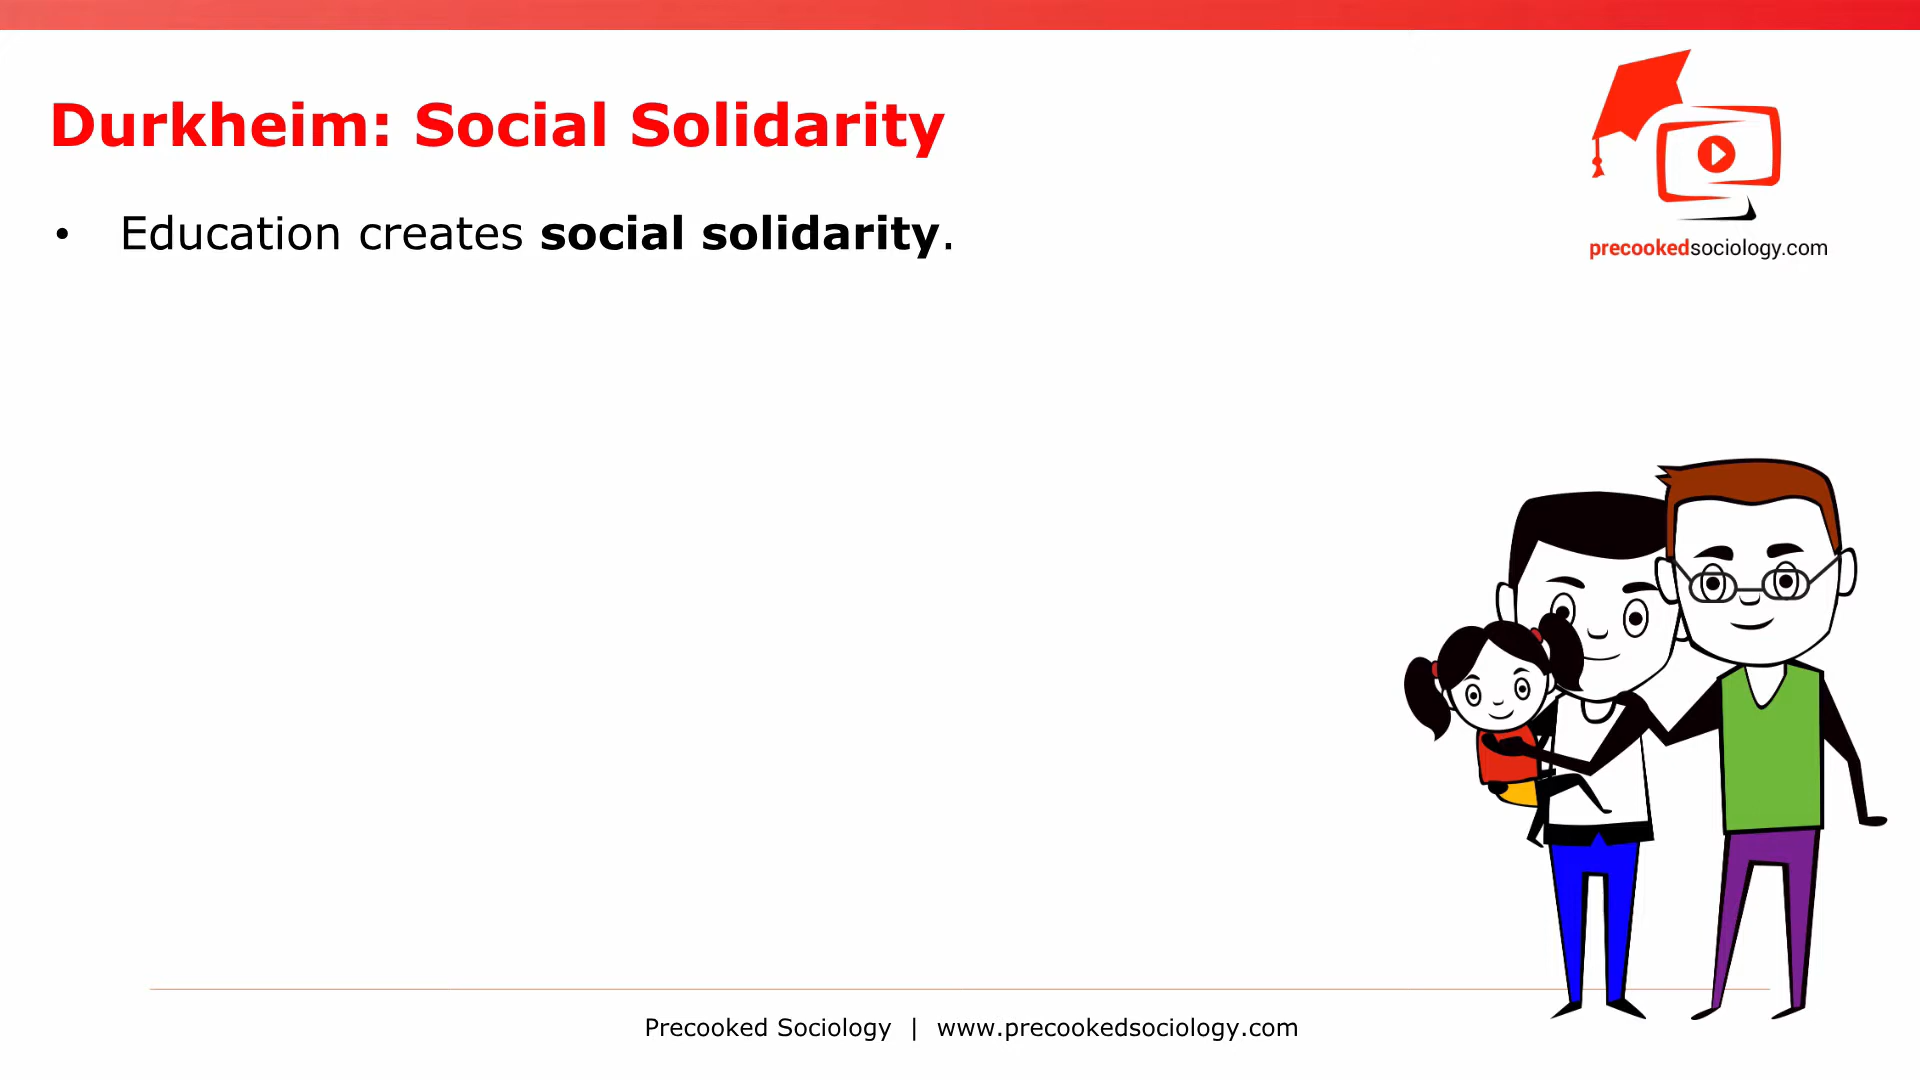 Durkheim: Social Solidarity
• Education creates social solidarity.
precookedsociology.com
Precooked Sociology | www.precookedsociology.com